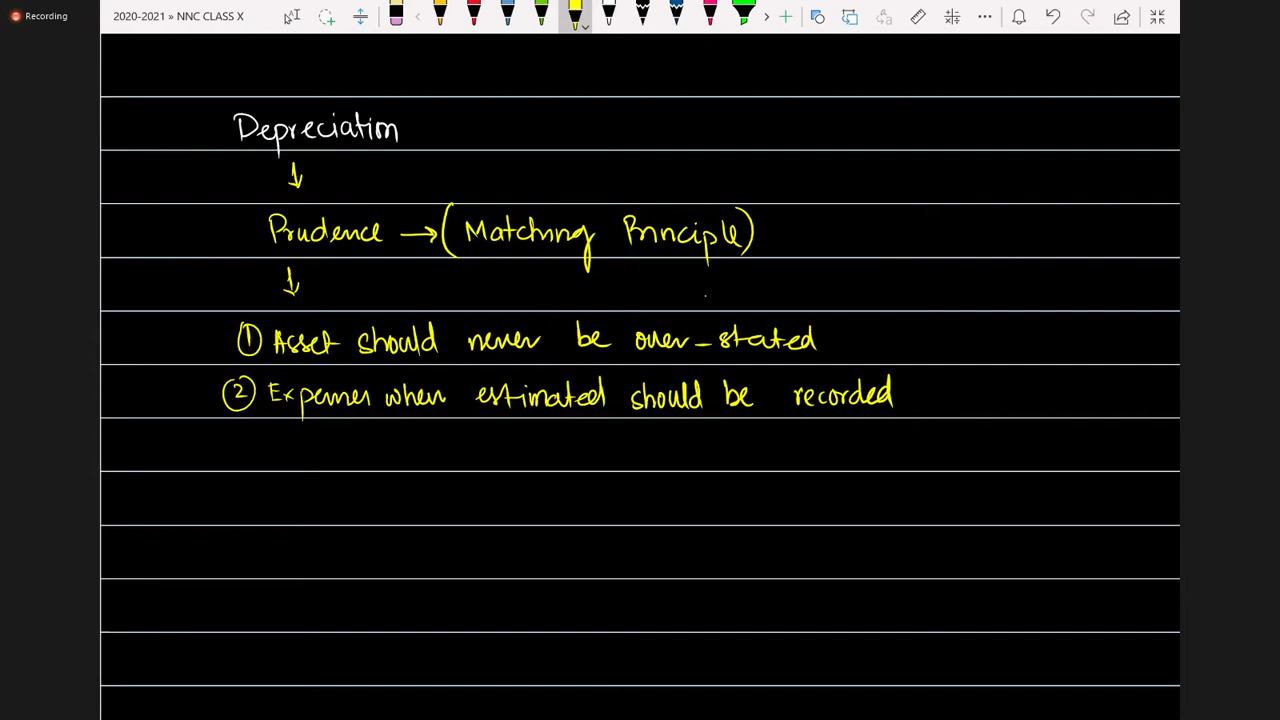 Recording
2020-2021 » NNC CLASS X
Depreciation
↓
Prudence → (Matching Principle)
↓
① Asset should never be over-stated
② Expenses when estimated should be recorded